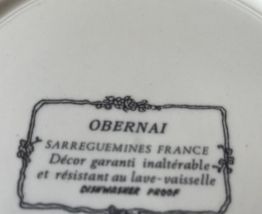 OBERNAI
SARREGUEMINES FRANCE
Décor garanti inaltérable
et résistant au lave-vaisselle
DISHWASHER PROOF